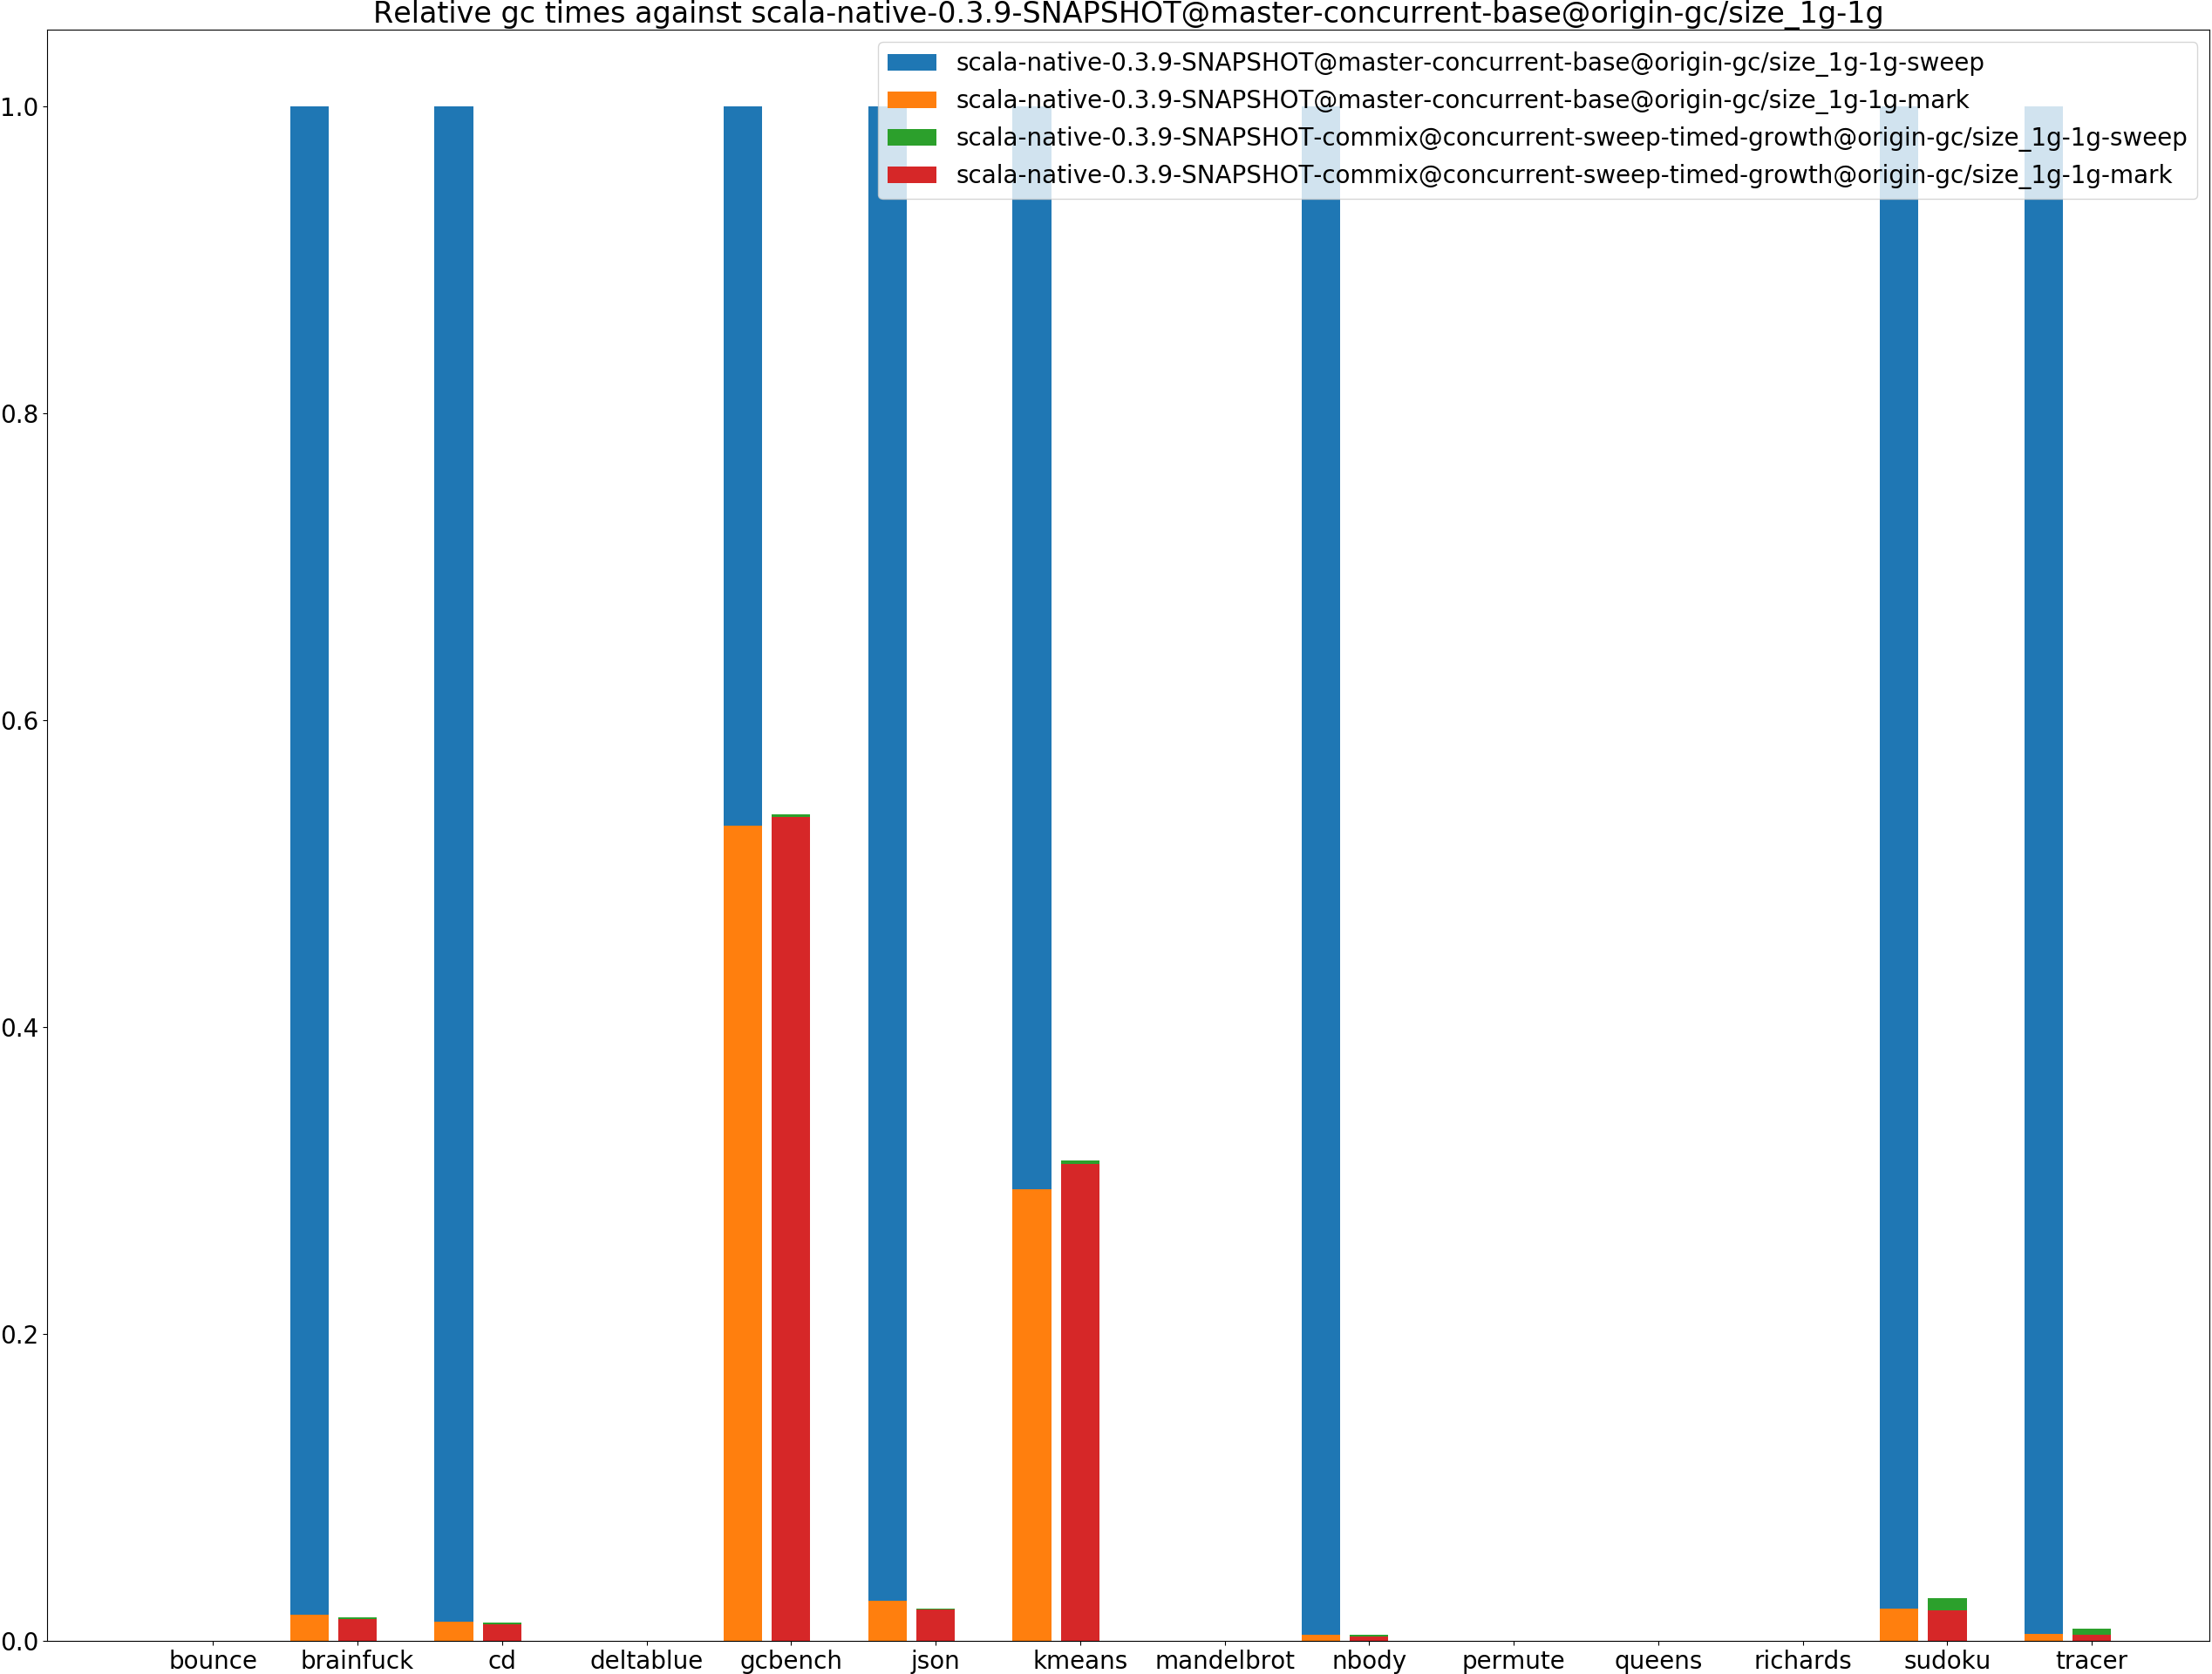 Relative gc times against scala-native-0.3.9-SNAPSHOT@master-concurrent-base@origin-gc/size_1g-1g
scala-native-0.3.9-SNAPSHOT@master-concurrent-base@origin-gc/size_1g-1g-sweep
scala-native-0.3.9-SNAPSHOT@master-concurrent-base@origin-gc/size_1g-1g-mark
scala-native-0.3.9-SNAPSHOT-commix@concurrent-sweep-timed-growth@origin-gc/size_1g-1g-sweep
scala-native-0.3.9-SNAPSHOT-commix@concurrent-sweep-timed-growth@origin-gc/size_1g-1g-mark
1.0
0.8
0.6
0.4
0.2
0.0
bounce brainfuck cd deltablue gcbench json kmeans mandelbrot nbody permute queens richards sudoku tracer